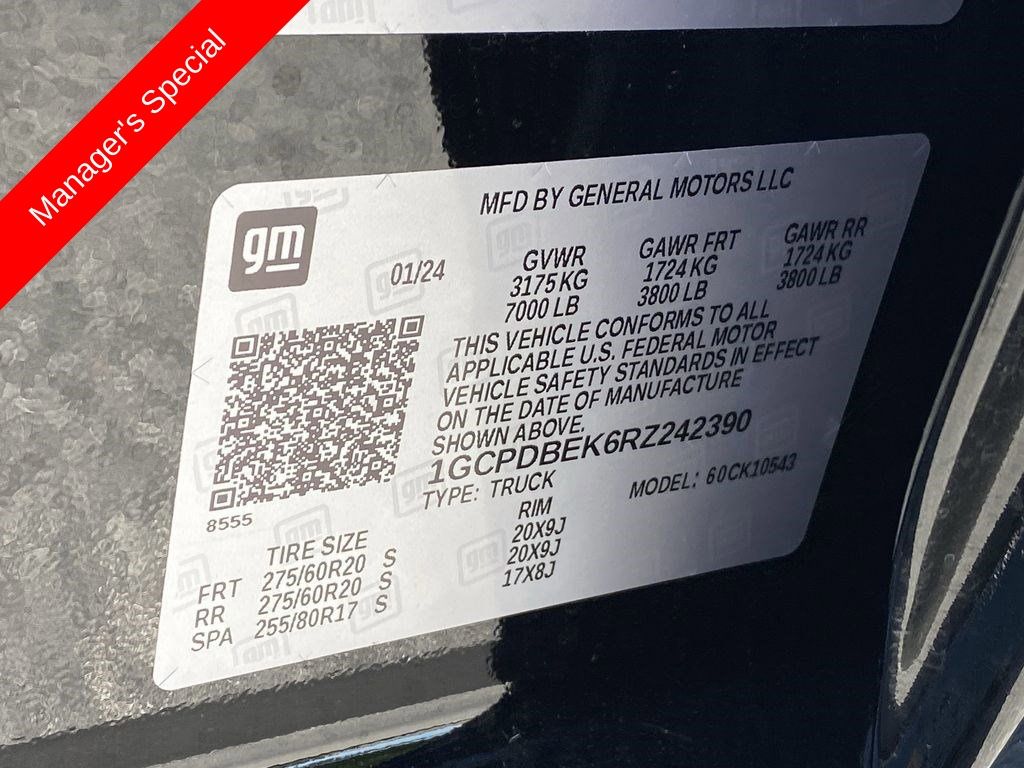 Manager's Special
MFD BY GENERAL MOTORS LLC
gm
01/24
GVWR GAWR FRT GAWR RR
3175 KG 1724 KG 1724 KG
7000 LB 3800 LB 3800 LB
THIS VEHICLE CONFORMS TO ALL
APPLICABLE U.S. FEDERAL MOTOR
VEHICLE SAFETY STANDARDS IN EFFECT
ON THE DATE OF MANUFACTURE
SHOWN ABOVE.
1GCPDBEK6RZ242390
TYPE: TRUCK MODEL: 60CK10543
8555
TIRE SIZE RIM
FRT 275/60R20 S 20X9J
RR 275/60R20 S 20X9J
SPA 255/80R17 S 17X8J